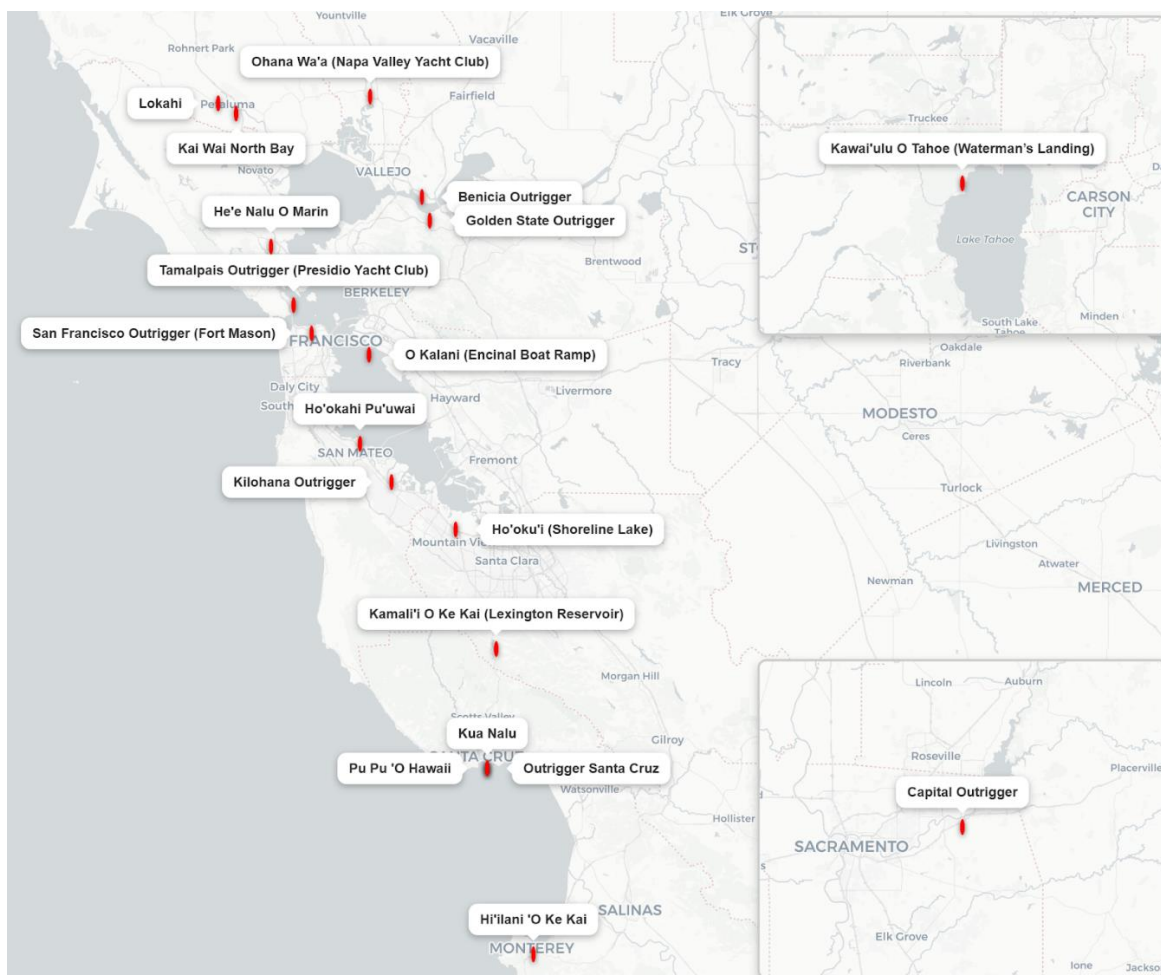 Yountville
Elk Grove
Rohnert Park
Vacaville
Ohana Wa'a (Napa Valley Yacht Club)
Lokahi
Petaluma
Fairfield
Kai Wai North Bay
Novato
VALLEJO
Benicia Outrigger
He'e Nalu O Marin
Golden State Outrigger
Tamalpais Outrigger (Presidio Yacht Club)
Brentwood
BERKELEY
San Francisco Outrigger (Fort Mason)
FRANCISCO
O Kalani (Encinal Boat Ramp)
Tracy
Daly City
Livermore
Hayward
Ho'okahi Pu'uwai
SAN MATEO
Fremont
Kilohana Outrigger
Ho'oku'i (Shoreline Lake)
Santa Clara
Kamali'i O Ke Kai (Lexington Reservoir)
Morgan Hill
Scotts Valley
Kua Nalu
Gilroy
Pu Pu 'O Hawaii
Outrigger Santa Cruz
Watsonville
Hollister
Hi'ilani 'O Ke Kai
SALINAS
MONTEREY
Truckee
Kawai'ulu O Tahoe (Waterman's Landing)
CARSON
CITY
Lake Tahoe
Minden
South Lake
Tahoe
Oakdale
Riverbank
MODESTO
Ceres
Turlock
Livingston
Atwater
Newman
MERCED
Lincoln
Auburn
Roseville
Placerville
Capital Outrigger
SACRAMENTO
Elk Grove
Ione
Jackson